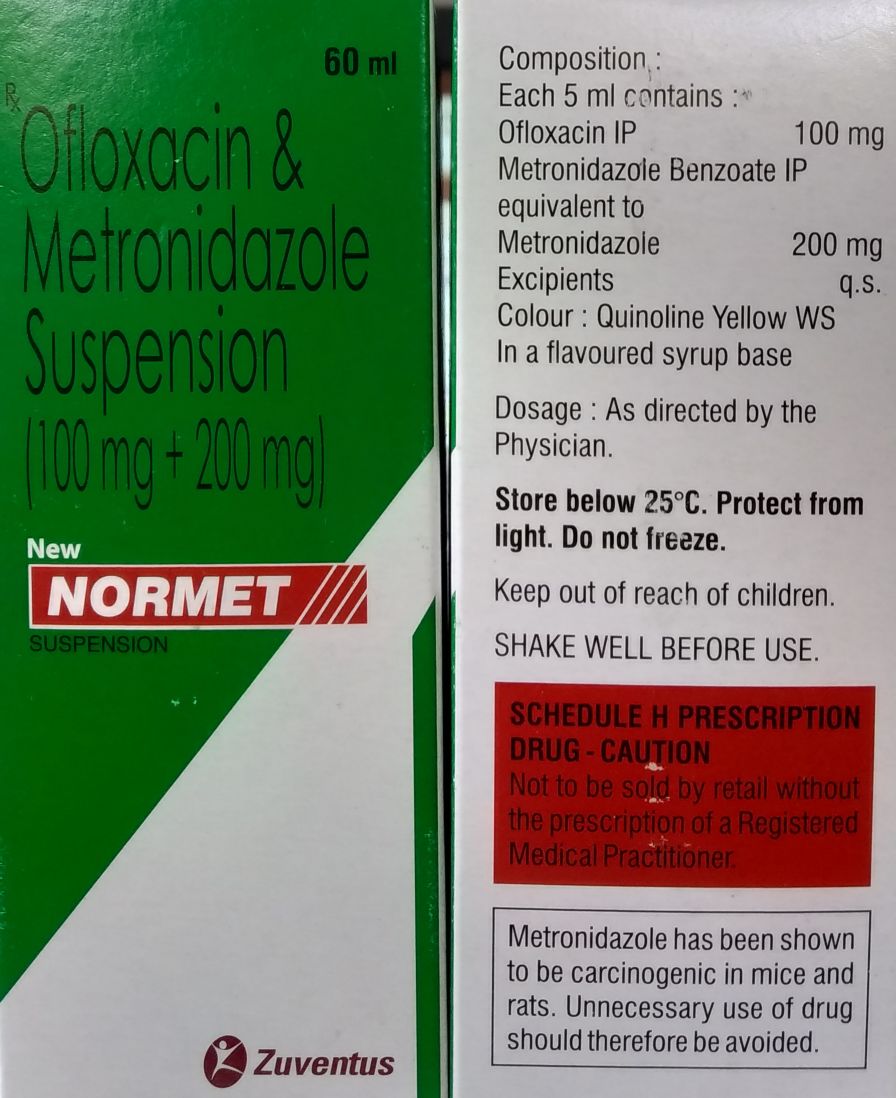 60 ml
Rx
Ofloxacin &
Metronidazole
Suspension
(100 mg + 200 mg)
New
NORMET
SUSPENSION
Zuventus
Composition :
Each 5 ml contains :
Ofloxacin IP 100 mg
Metronidazole Benzoate IP
equivalent to
Metronidazole 200 mg
Excipients q.s.
Colour : Quinoline Yellow WS
In a flavoured syrup base
Dosage : As directed by the
Physician.
Store below 25°C. Protect from
light. Do not freeze.
Keep out of reach of children.
SHAKE WELL BEFORE USE.
SCHEDULE H PRESCRIPTION
DRUG - CAUTION
Not to be sold by retail without
the prescription of a Registered
Medical Practitioner.
Metronidazole has been shown
to be carcinogenic in mice and
rats. Unnecessary use of drug
should therefore be avoided.